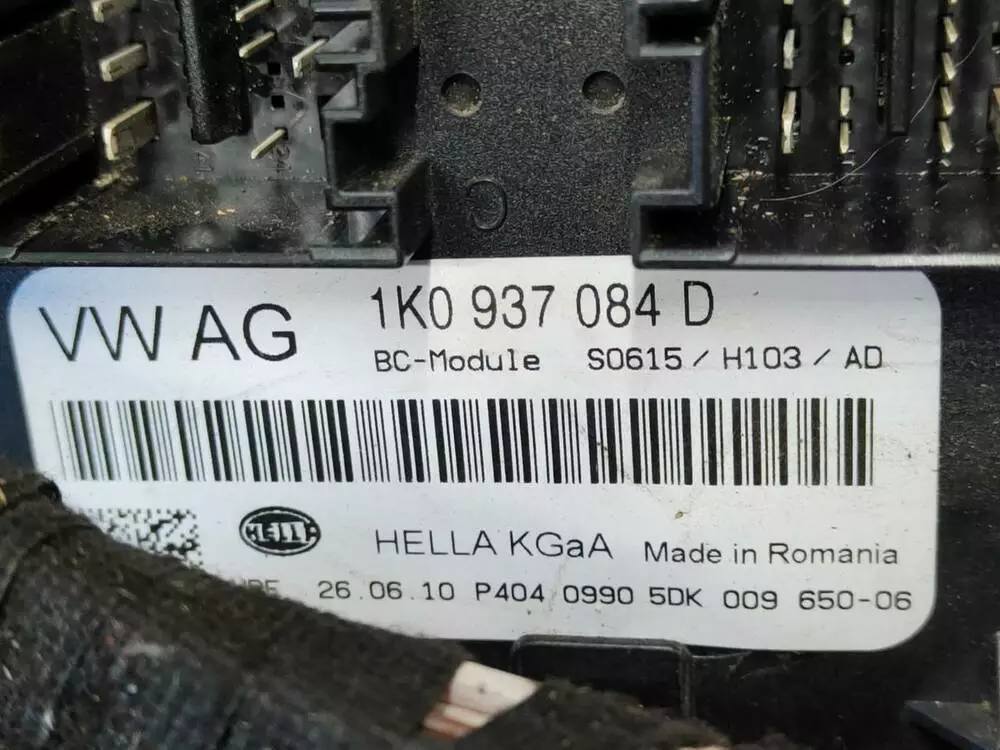 C
VW AG
1K0 937 084 D
BC-Module S0615 / H103 / AD
HELLA
HELLA KGaA Made in Romania
26.06.10 P404 0990 5DK 009 650-06